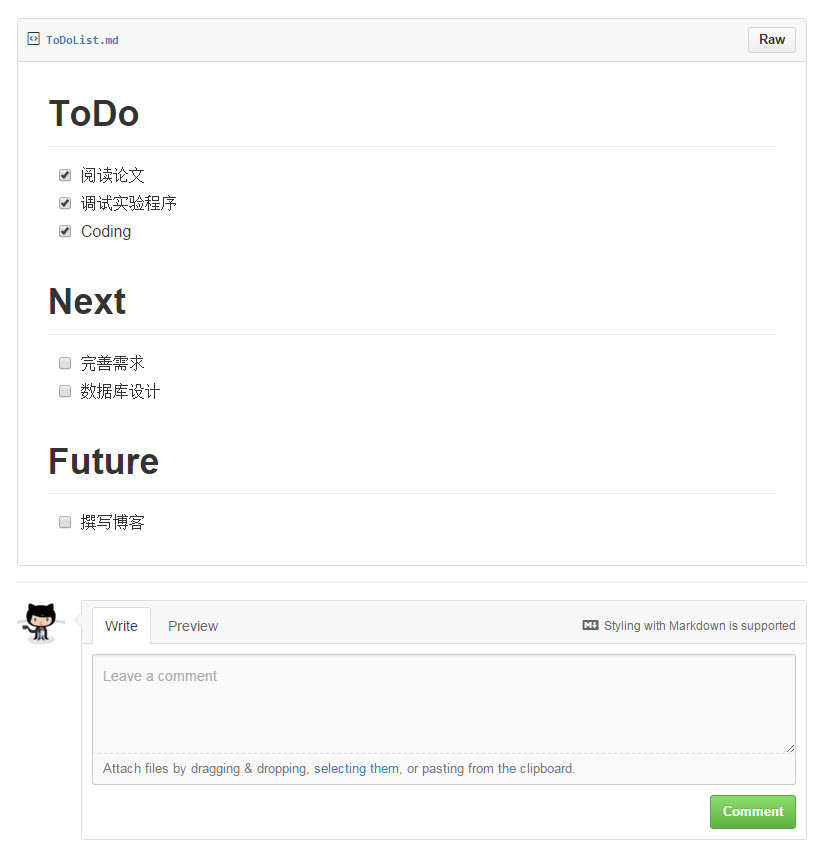 ToDoList.md
Raw
ToDo
阅读论文
调试实验程序
Coding
Next
完善需求
数据库设计
Future
撰写博客
Write Preview Styling with Markdown is supported
Leave a comment
Attach files by dragging & dropping, selecting them, or pasting from the clipboard.
Comment